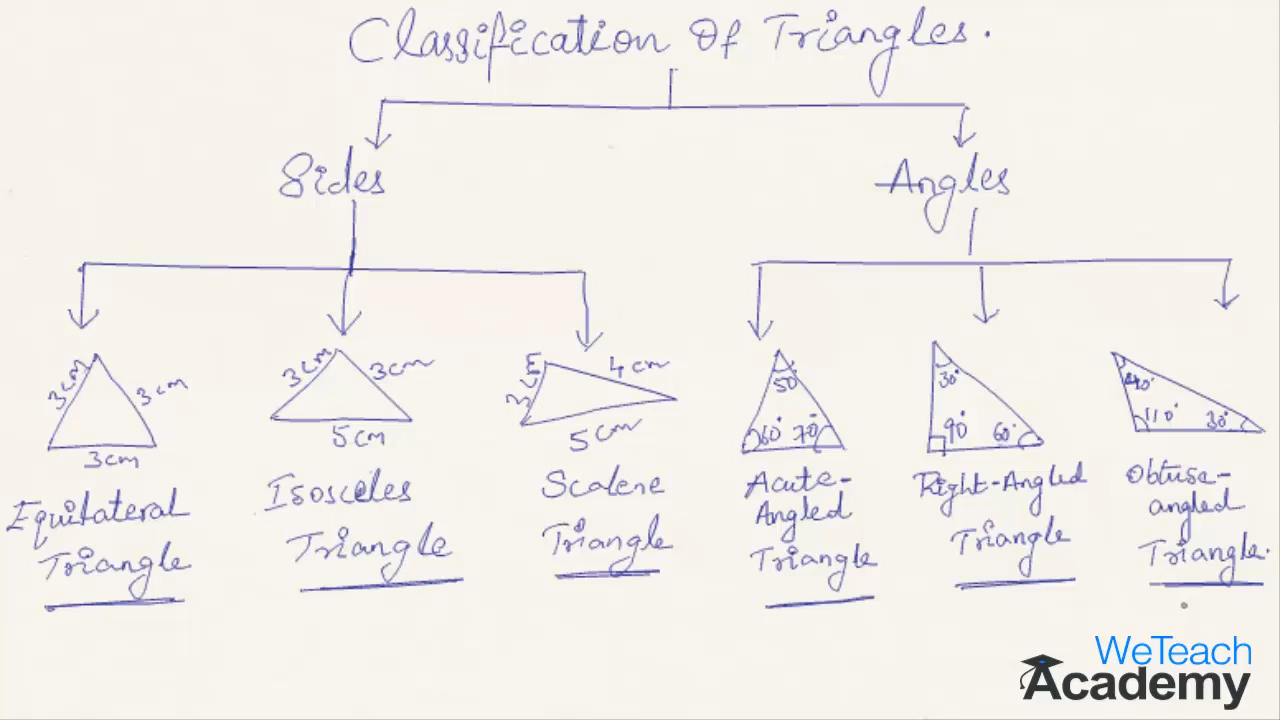 Classification Of Triangles.
Sides
Angles
3cm
3cm
3cm
Equilateral
Triangle
3cm
3cm
5cm
Isosceles
Triangle
4cm
5cm
Scalene
Triangle
50°
60° 70°
Acute-
Angled
Triangle
30°
90° 60°
Right-Angled
Triangle
40°
110° 30°
Obtuse-
angled
Triangle.
WeTeach
Academy